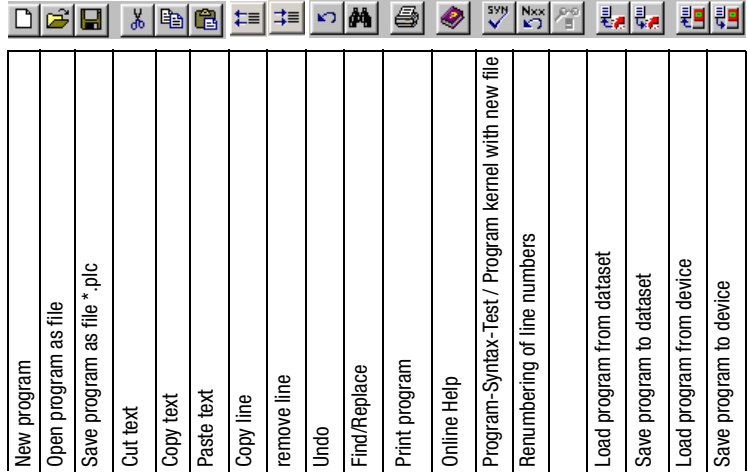 SYN
Nxx
New program
Open program as file
Save program as file *.plc
Cut text
Copy text
Paste text
Copy line
remove line
Undo
Find/Replace
Print program
Online Help
Program-Syntax-Test / Program kernel with new file
Renumbering of line numbers
Load program from dataset
Save program to dataset
Load program from device
Save program to device